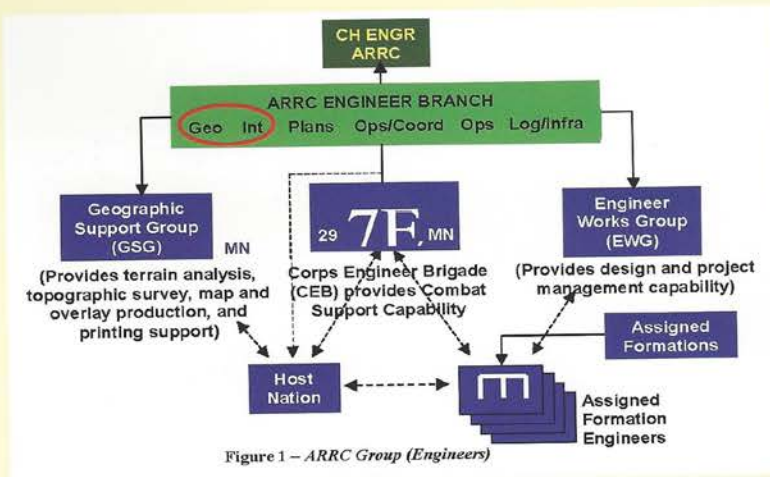 CH ENGR
ARRC
ARRC ENGINEER BRANCH
Geo Int Plans Ops/Coord Ops Log/Infra
Geographic
Support Group
(GSG)
MN
(Provides terrain analysis,
topographic survey, map and
overlay production, and
printing support)
29 7F, MN
Corps Engineer Brigade
(CEB) provides Combat
Support Capability
Engineer
Works Group
(EWG)
(Provides design and project
management capability)
Assigned
Formations
Host
Nation
Assigned
Formation
Engineers
Figure 1 – ARRC Group (Engineers)